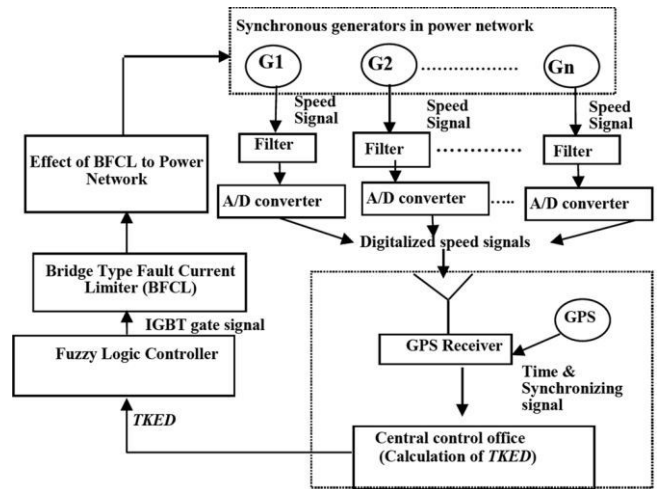 Synchronous generators in power network
G1
G2
Gn
Speed
Signal
Speed
Signal
Speed
Signal
Filter
Filter
Filter
A/D converter
A/D converter
A/D converter
Digitalized speed signals
Effect of BFCL to Power
Network
Bridge Type Fault Current
Limiter (BFCL)
IGBT gate signal
Fuzzy Logic Controller
TKED
GPS
GPS Receiver
Time &
Synchronizing
signal
Central control office
(Calculation of TKED)